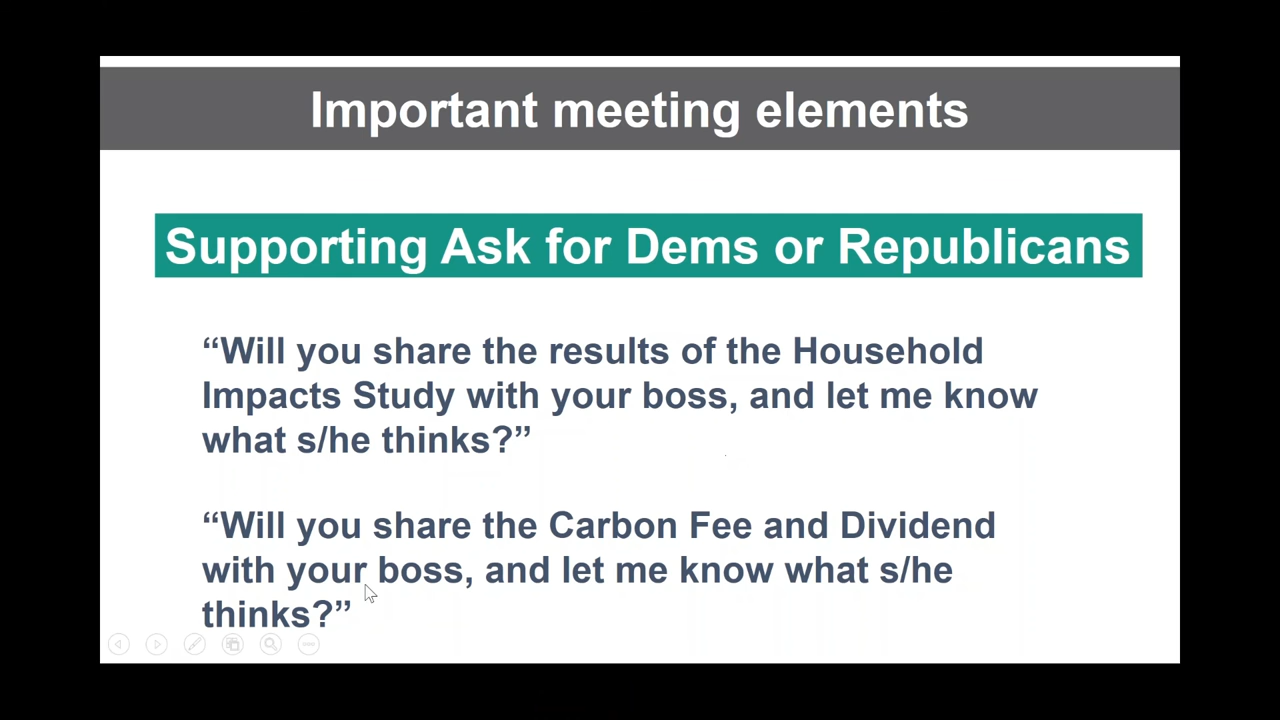 Important meeting elements
Supporting Ask for Dems or Republicans
“Will you share the results of the Household
Impacts Study with your boss, and let me know
what s/he thinks?”
“Will you share the Carbon Fee and Dividend
with your boss, and let me know what s/he
thinks?”